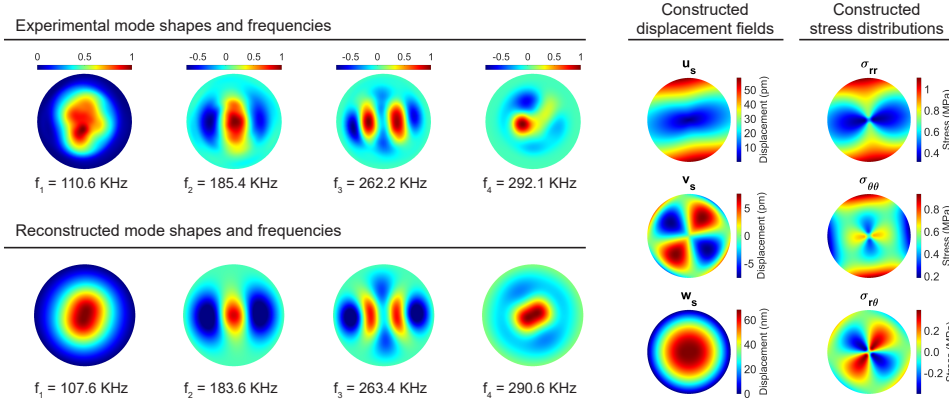 Experimental mode shapes and frequencies
0 0.5 1
-0.5 0 0.5 1
-0.5 0 0.5 1
-0.5 0 0.5 1
f1 = 110.6 KHz
f2 = 185.4 KHz
f3 = 262.2 KHz
f4 = 292.1 KHz
Reconstructed mode shapes and frequencies
f1 = 107.6 KHz
f2 = 183.6 KHz
f3 = 263.4 KHz
f4 = 290.6 KHz
Constructed
displacement fields
us
50
40
30
20
10
Displacement (pm)
vs
5
0
-5
Displacement (pm)
ws
60
40
20
0
Displacement (nm)
Constructed
stress distributions
σrr
1
0.8
0.6
0.4
Stress (MPa)
σθθ
0.8
0.6
0.4
0.2
Stress (MPa)
σrθ
0.2
0.0
-0.2
Stress (MPa)